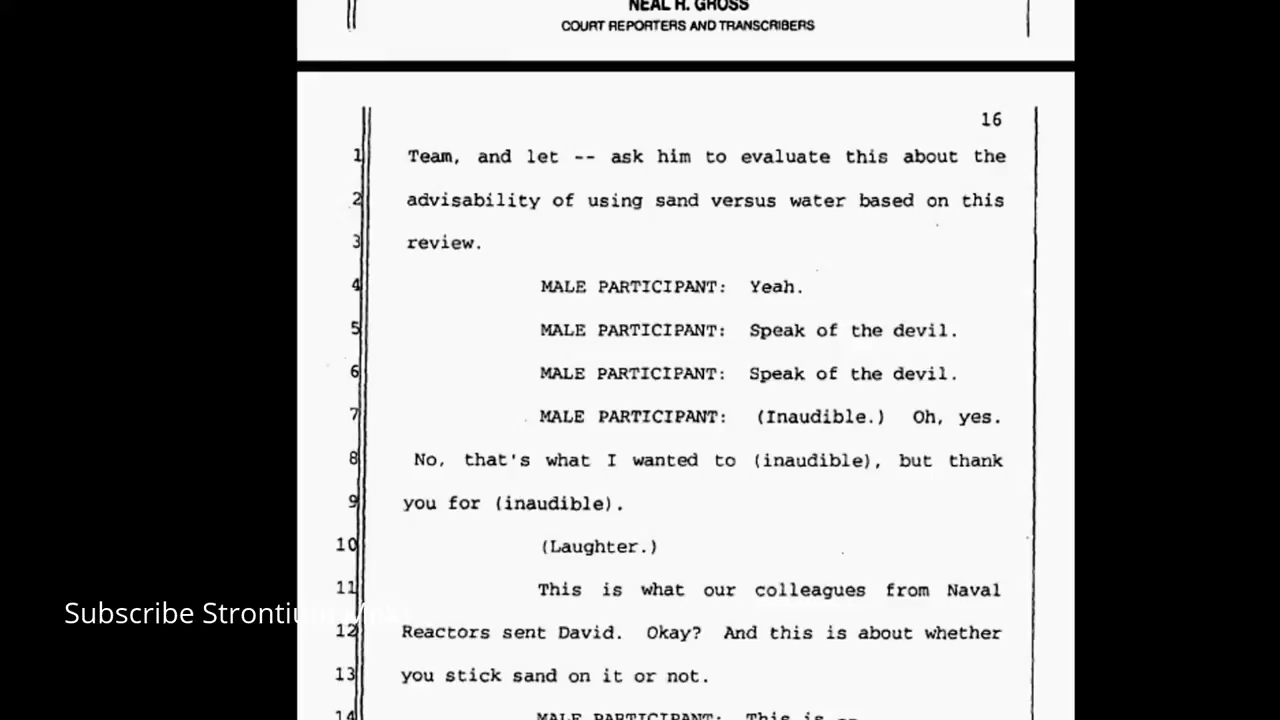 NEAL R. GROSS
COURT REPORTERS AND TRANSCRIBERS
16
1 Team, and let -- ask him to evaluate this about the
2 advisability of using sand versus water based on this
3 review.
4 MALE PARTICIPANT: Yeah.
5 MALE PARTICIPANT: Speak of the devil.
6 MALE PARTICIPANT: Speak of the devil.
7 MALE PARTICIPANT: (Inaudible.) Oh, yes.
8 No, that's what I wanted to (inaudible), but thank
9 you for (inaudible).
10 (Laughter.)
11 This is what our colleagues from Naval
Subscribe
12 Reactors sent David. Okay? And this is about whether
13 you stick sand on it or not.
14 MALE PARTICIPANT: This is --